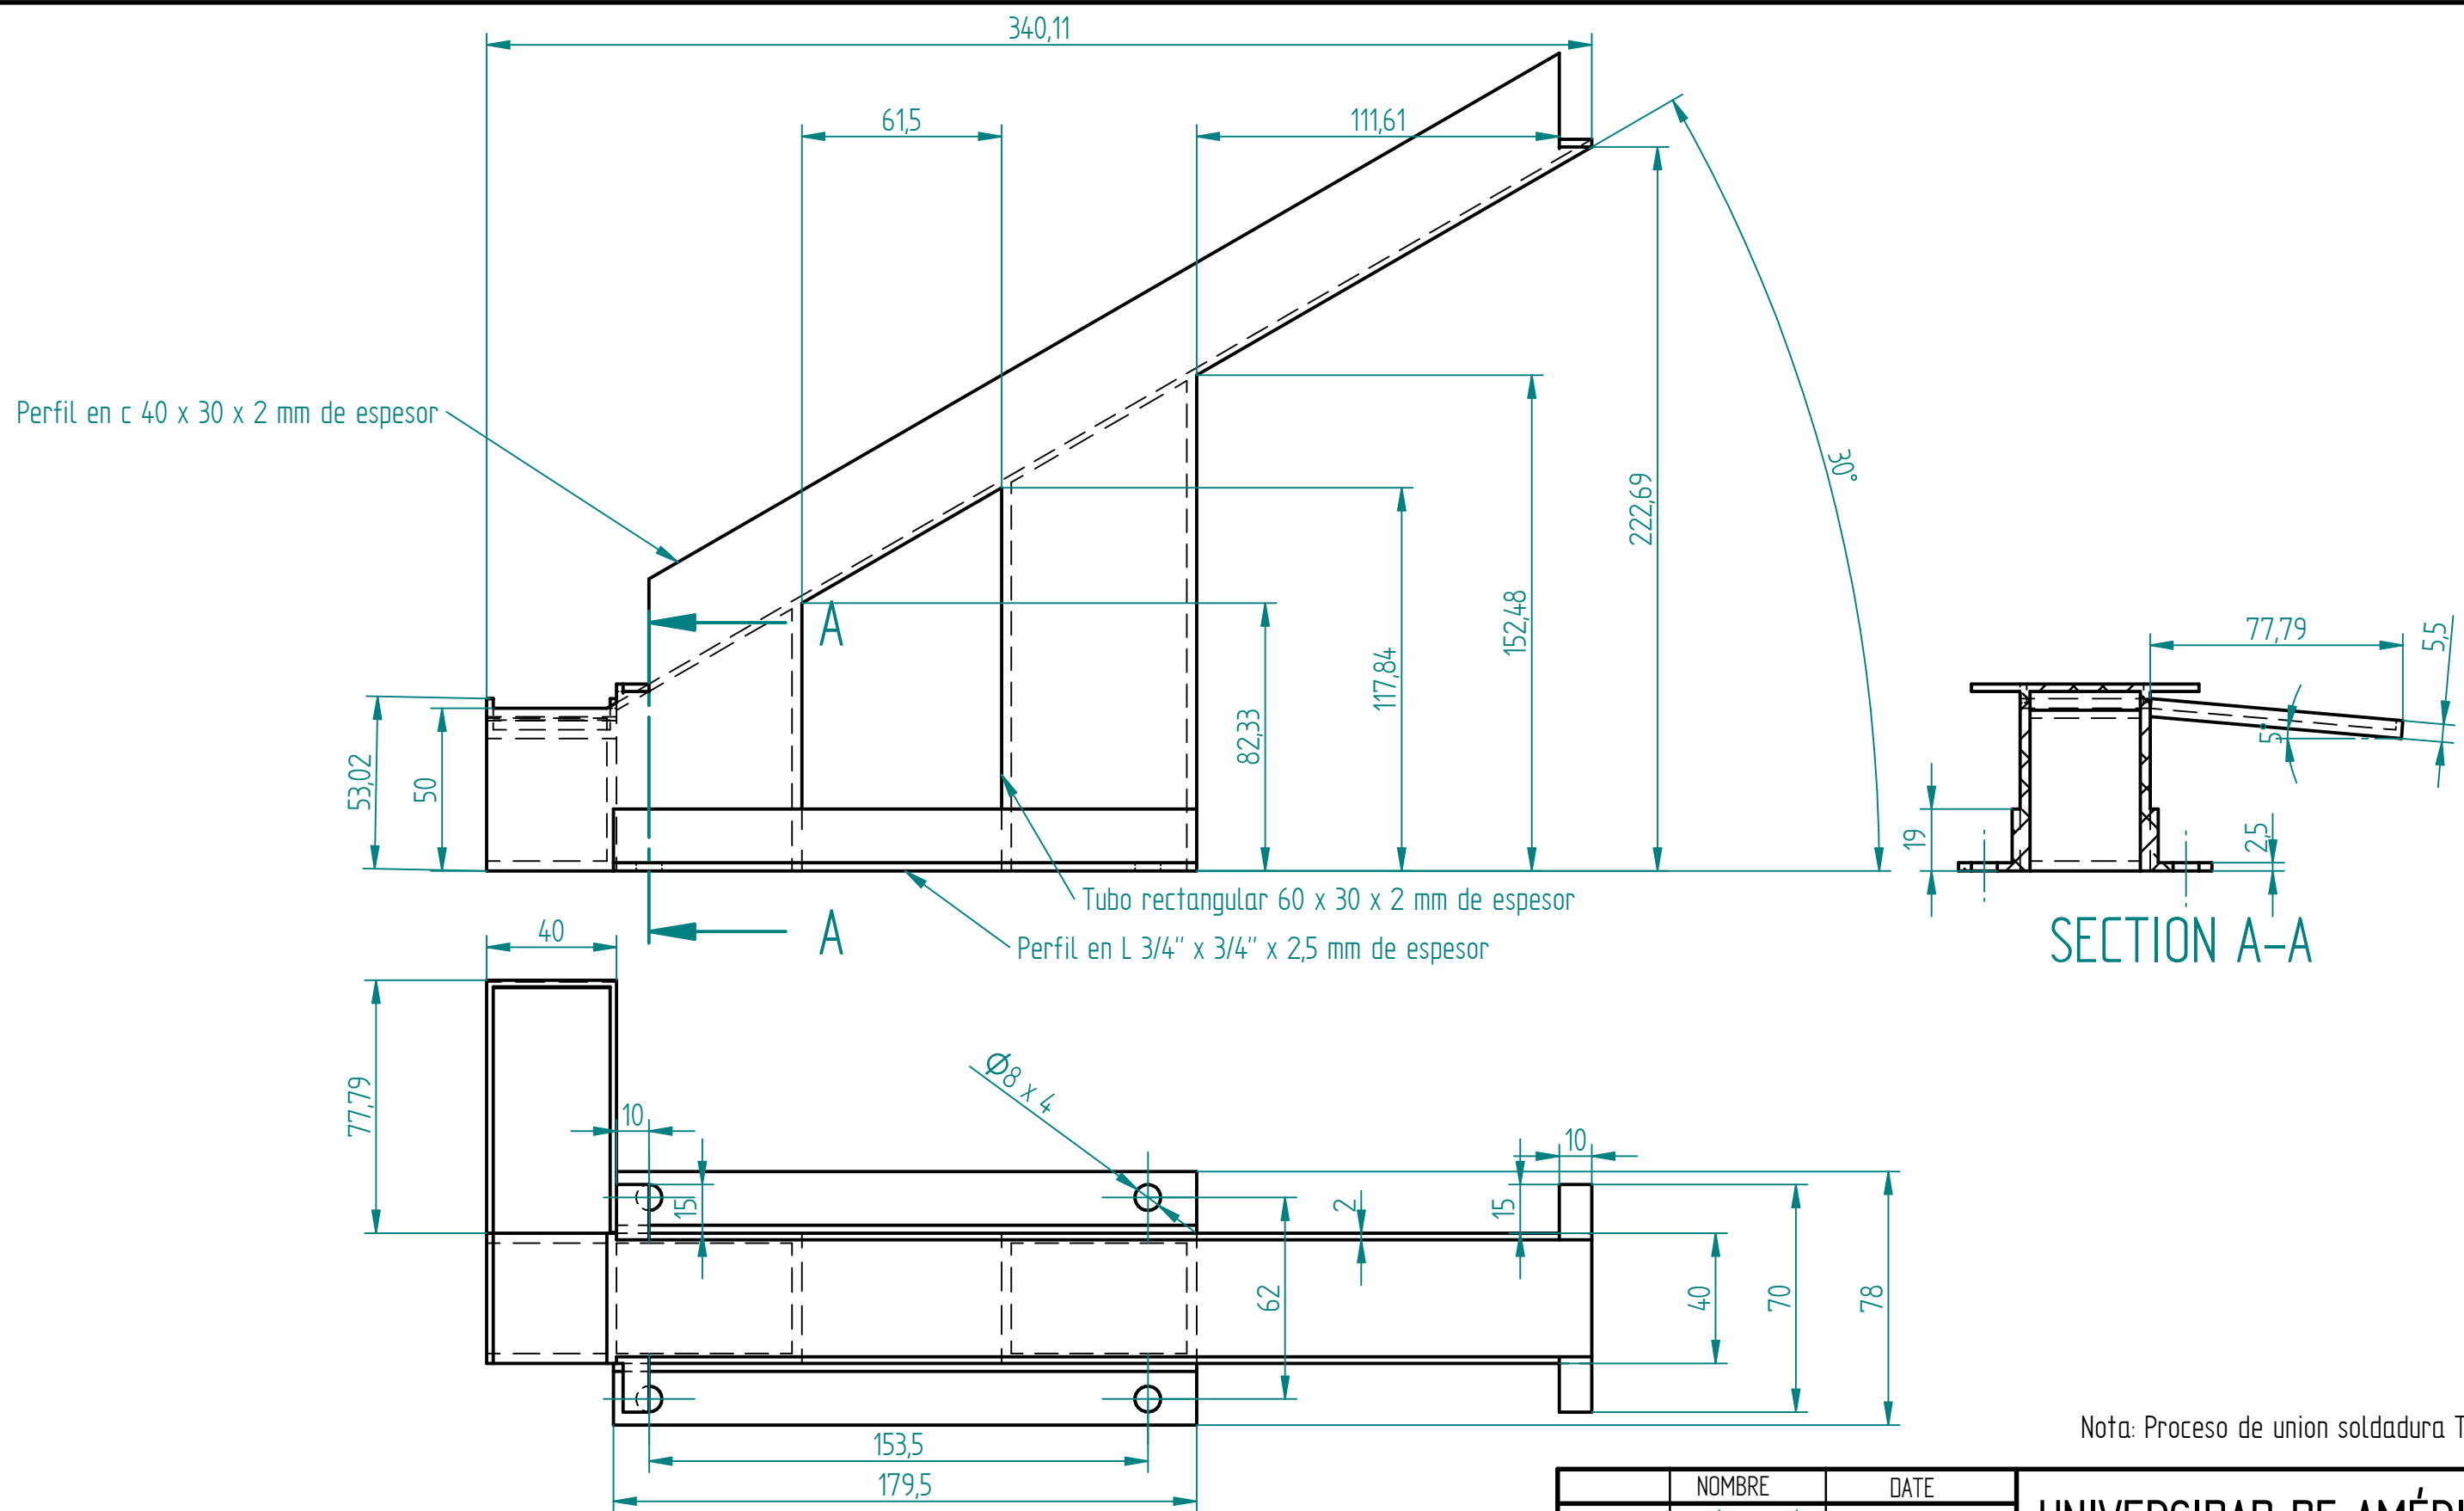 340,11
61,5
111,61
Perfil en c 40 x 30 x 2 mm de espesor
30°
222,69
152,48
117,84
82,33
A
53,02
50
77,79
5,5
5°
19
2,5
Tubo rectangular 60 x 30 x 2 mm de espesor
Perfil en L 3/4" x 3/4" x 2,5 mm de espesor
A
SECTION A-A
40
77,79
10
15
Ø8 x 4
2
15
10
62
40
70
78
153,5
179,5
Nota: Proceso de union soldadura T
NOMBRE
DATE
UNIVERSIDAD DE AMÉR